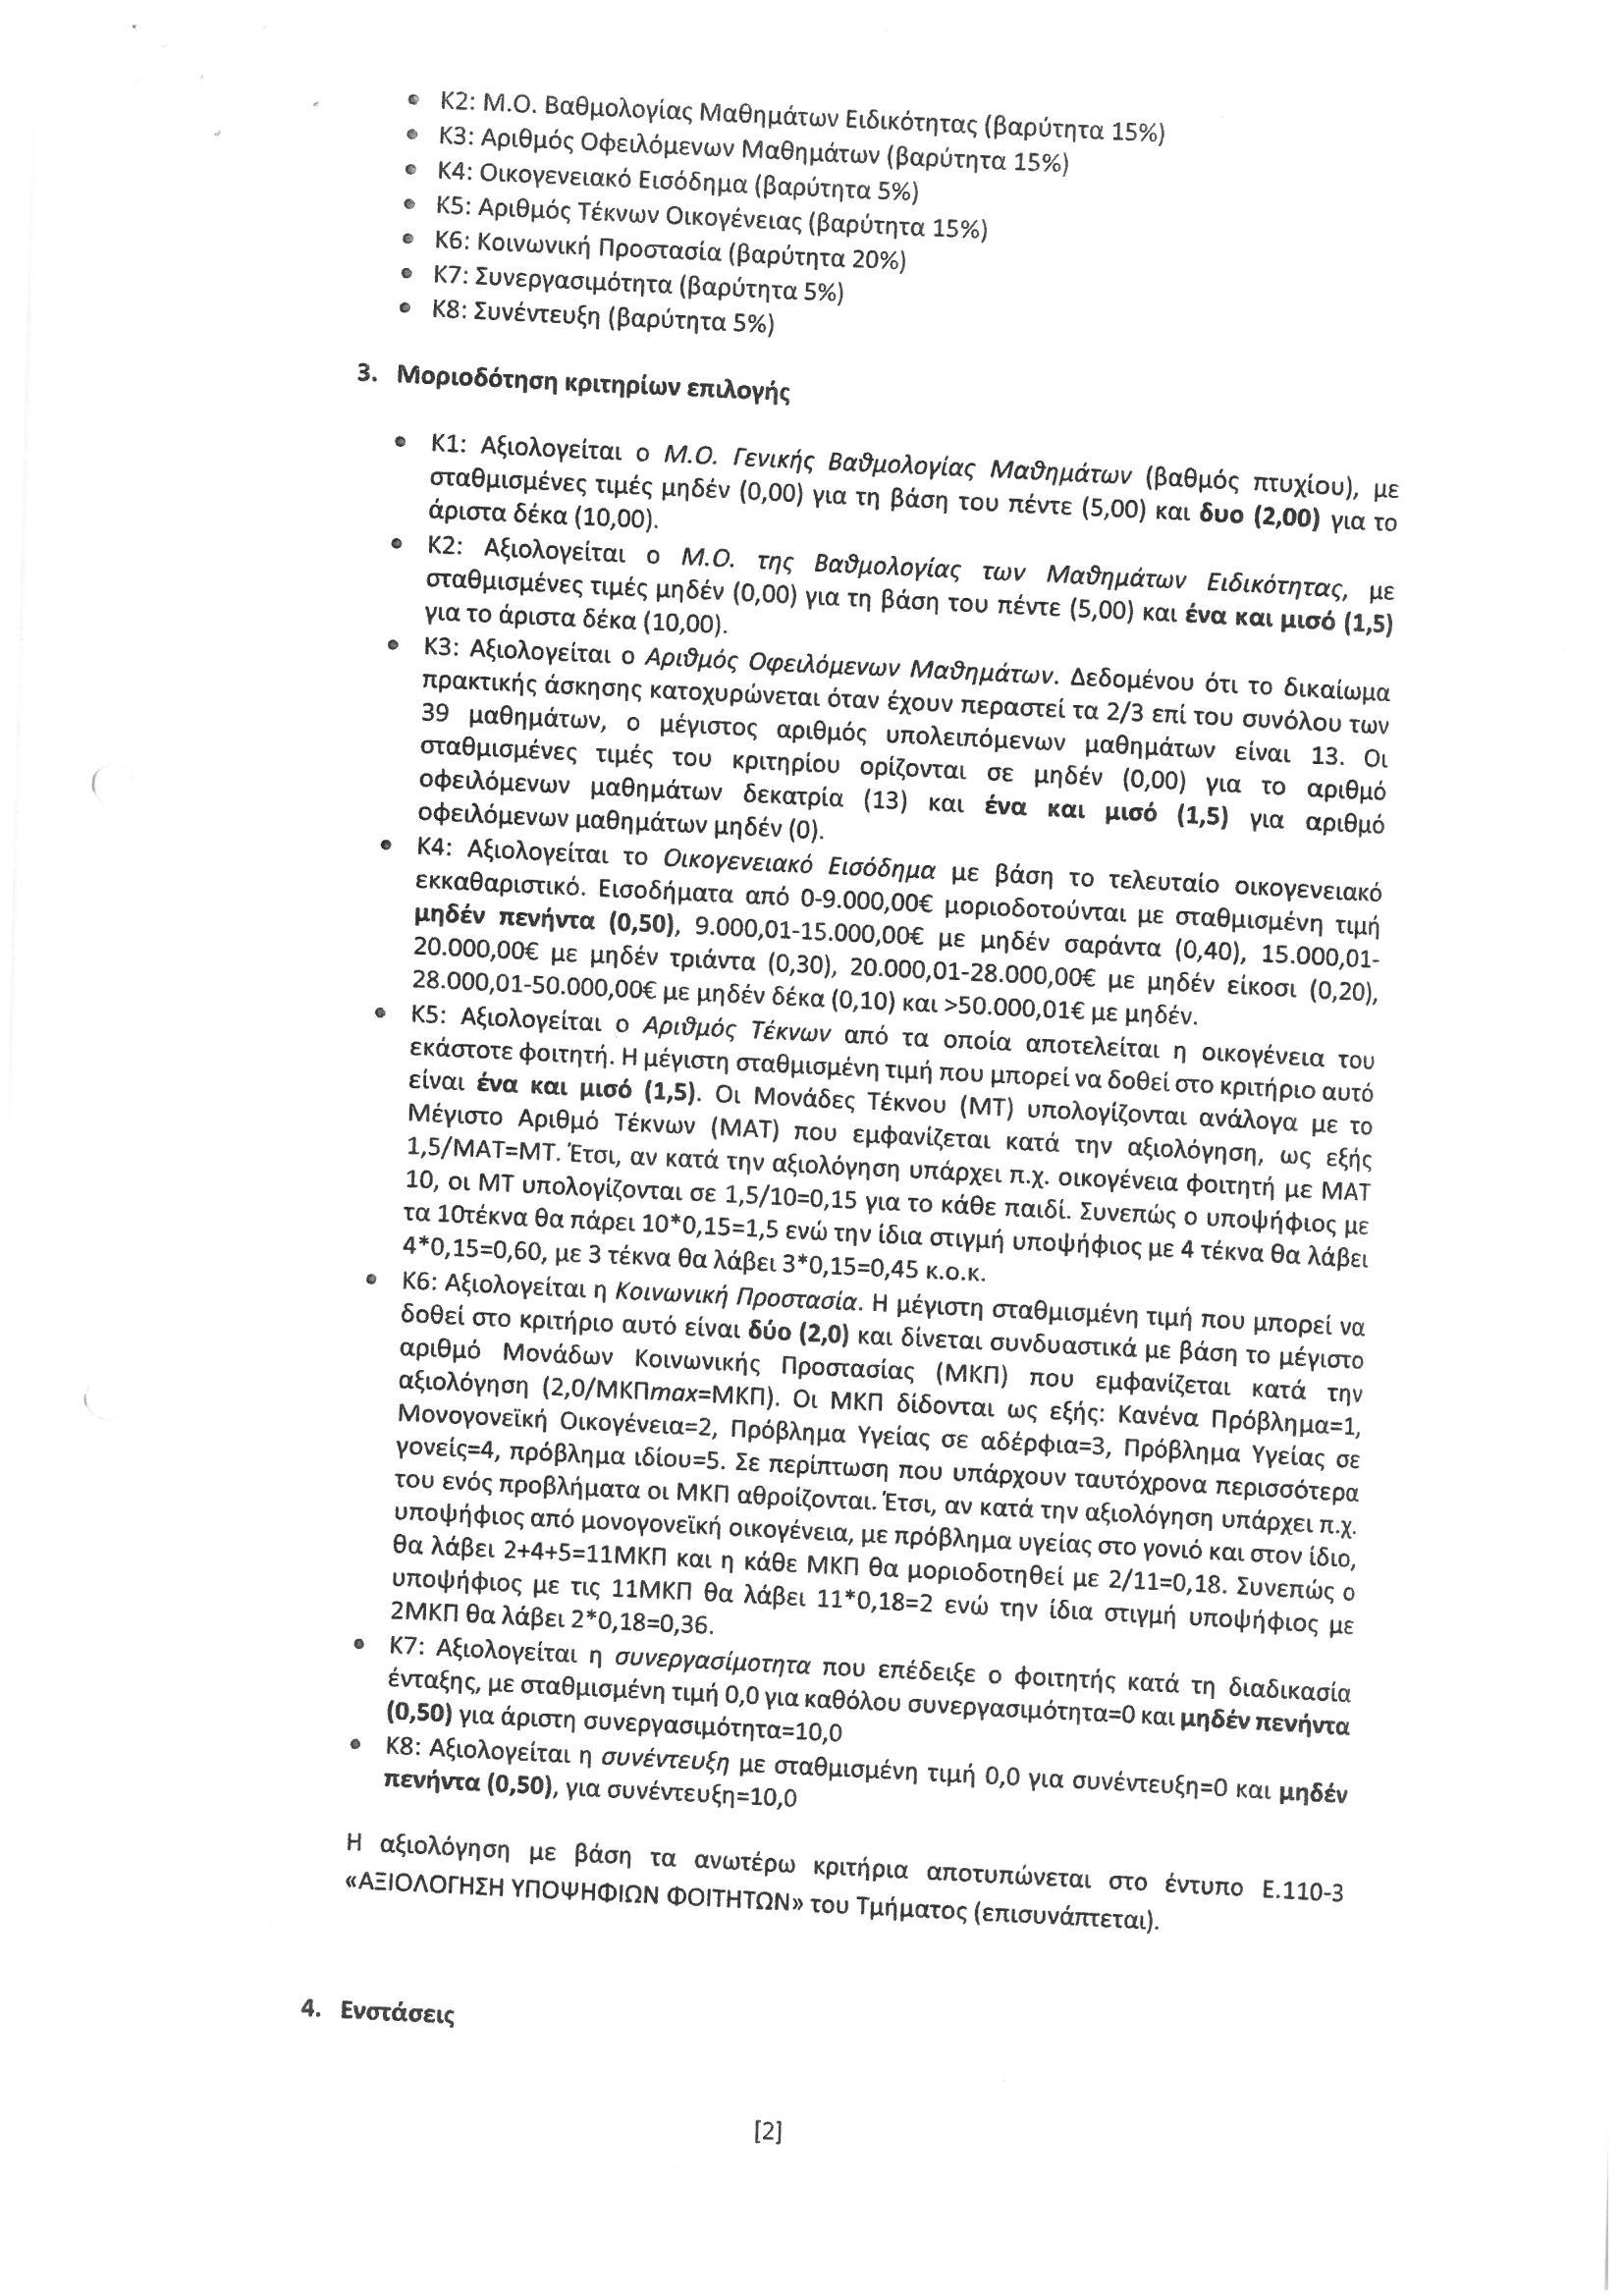 • Κ2: Μ.Ο. Βαθμολογίας Μαθημάτων Ειδικότητας (βαρύτητα 15%)
• Κ3: Αριθμός Οφειλόμενων Μαθημάτων (βαρύτητα 15%)
• Κ4: Οικογενειακό Εισόδημα (βαρύτητα 5%)
• Κ5: Αριθμός Τέκνων Οικογένειας (βαρύτητα 15%)
• Κ6: Κοινωνική Προστασία (βαρύτητα 20%)
• Κ7: Συνεργασιμότητα (βαρύτητα 5%)
• Κ8: Συνέντευξη (βαρύτητα 5%)
3. Μοριοδότηση κριτηρίων επιλογής
• Κ1: Αξιολογείται ο Μ.Ο. Γενικής Βαθμολογίας Μαθημάτων (βαθμός πτυχίου), με
σταθμισμένες τιμές μηδέν (0,00) για τη βάση του πέντε (5,00) και δυο (2,00) για το
άριστα δέκα (10,00).
• Κ2: Αξιολογείται ο Μ.Ο. της Βαθμολογίας των Μαθημάτων Ειδικότητας, με
σταθμισμένες τιμές μηδέν (0,00) για τη βάση του πέντε (5,00) και ένα και μισό (1,5)
για το άριστα δέκα (10,00).
• Κ3: Αξιολογείται ο Αριθμός Οφειλόμενων Μαθημάτων. Δεδομένου ότι το δικαίωμα
πρακτικής άσκησης κατοχυρώνεται όταν έχουν περαστεί τα 2/3 επί του συνόλου των
39 μαθημάτων, ο μέγιστος αριθμός υπολειπόμενων μαθημάτων είναι 13. Οι
σταθμισμένες τιμές του κριτηρίου ορίζονται σε μηδέν (0,00) για το αριθμό
οφειλόμενων μαθημάτων δεκατρία (13) και ένα και μισό (1,5) για αριθμό
οφειλόμενων μαθημάτων μηδέν (0).
• Κ4: Αξιολογείται το Οικογενειακό Εισόδημα με βάση το τελευταίο οικογενειακό
εκκαθαριστικό. Εισοδήματα από 0-9.000,00€ μοριοδοτούνται με σταθμισμένη τιμή
μηδέν πενήντα (0,50), 9.000,01-15.000,00€ με μηδέν σαράντα (0,40), 15.000,01-
20.000,00€ με μηδέν τριάντα (0,30), 20.000,01-28.000,00€ με μηδέν είκοσι (0,20),
28.000,01-50.000,00€ με μηδέν δέκα (0,10) και >50.000,01€ με μηδέν.
• Κ5: Αξιολογείται ο Αριθμός Τέκνων από τα οποία αποτελείται η οικογένεια του
εκάστοτε φοιτητή. Η μέγιστη σταθμισμένη τιμή που μπορεί να δοθεί στο κριτήριο αυτό
είναι ένα και μισό (1,5). Οι Μονάδες Τέκνου (ΜΤ) υπολογίζονται ανάλογα με το
Μέγιστο Αριθμό Τέκνων (ΜΑΤ) που εμφανίζεται κατά την αξιολόγηση, ως εξής
1,5/ΜΑΤ=ΜΤ. Έτσι, αν κατά την αξιολόγηση υπάρχει π.χ. οικογένεια φοιτητή με ΜΑΤ
10, οι ΜΤ υπολογίζονται σε 1,5/10=0,15 για το κάθε παιδί. Συνεπώς ο υποψήφιος με
τα 10τέκνα θα πάρει 10*0,15=1,5 ενώ την ίδια στιγμή υποψήφιος με 4 τέκνα θα λάβει
4*0,15=0,60, με 3 τέκνα θα λάβει 3*0,15=0,45 κ.ο.κ.
• Κ6: Αξιολογείται η Κοινωνική Προστασία. Η μέγιστη σταθμισμένη τιμή που μπορεί να
δοθεί στο κριτήριο αυτό είναι δύο (2,0) και δίνεται συνδυαστικά με βάση το μέγιστο
αριθμό Μονάδων Κοινωνικής Προστασίας (ΜΚΠ) που εμφανίζεται κατά την
αξιολόγηση (2,0/ΜΚΠmax=ΜΚΠ). Οι ΜΚΠ δίδονται ως εξής: Κανένα Πρόβλημα=1,
Μονογονεϊκή Οικογένεια=2, Πρόβλημα Υγείας σε αδέρφια=3, Πρόβλημα Υγείας σε
γονείς=4, πρόβλημα ιδίου=5. Σε περίπτωση που υπάρχουν ταυτόχρονα περισσότερα
του ενός προβλήματα οι ΜΚΠ αθροίζονται. Έτσι, αν κατά την αξιολόγηση υπάρχει π.χ.
υποψήφιος από μονογονεϊκή οικογένεια, με πρόβλημα υγείας στο γονιό και στον ίδιο,
θα λάβει 2+4+5=11ΜΚΠ και η κάθε ΜΚΠ θα μοριοδοτηθεί με 2/11=0,18. Συνεπώς ο
υποψήφιος με τις 11ΜΚΠ θα λάβει 11*0,18=2 ενώ την ίδια στιγμή υποψήφιος με
2ΜΚΠ θα λάβει 2*0,18=0,36.
• Κ7: Αξιολογείται η συνεργασίμοτητα που επέδειξε ο φοιτητής κατά τη διαδικασία
ένταξης, με σταθμισμένη τιμή 0,0 για καθόλου συνεργασιμότητα=0 και μηδέν πενήντα
(0,50) για άριστη συνεργασιμότητα=10,0
• Κ8: Αξιολογείται η συνέντευξη με σταθμισμένη τιμή 0,0 για συνέντευξη=0 και μηδέν
πενήντα (0,50), για συνέντευξη=10,0
Η αξιολόγηση με βάση τα ανωτέρω κριτήρια αποτυπώνεται στο έντυπο Ε.110-3
«ΑΞΙΟΛΟΓΗΣΗ ΥΠΟΨΗΦΙΩΝ ΦΟΙΤΗΤΩΝ» του Τμήματος (επισυνάπτεται).
4. Ενστάσεις
[2]